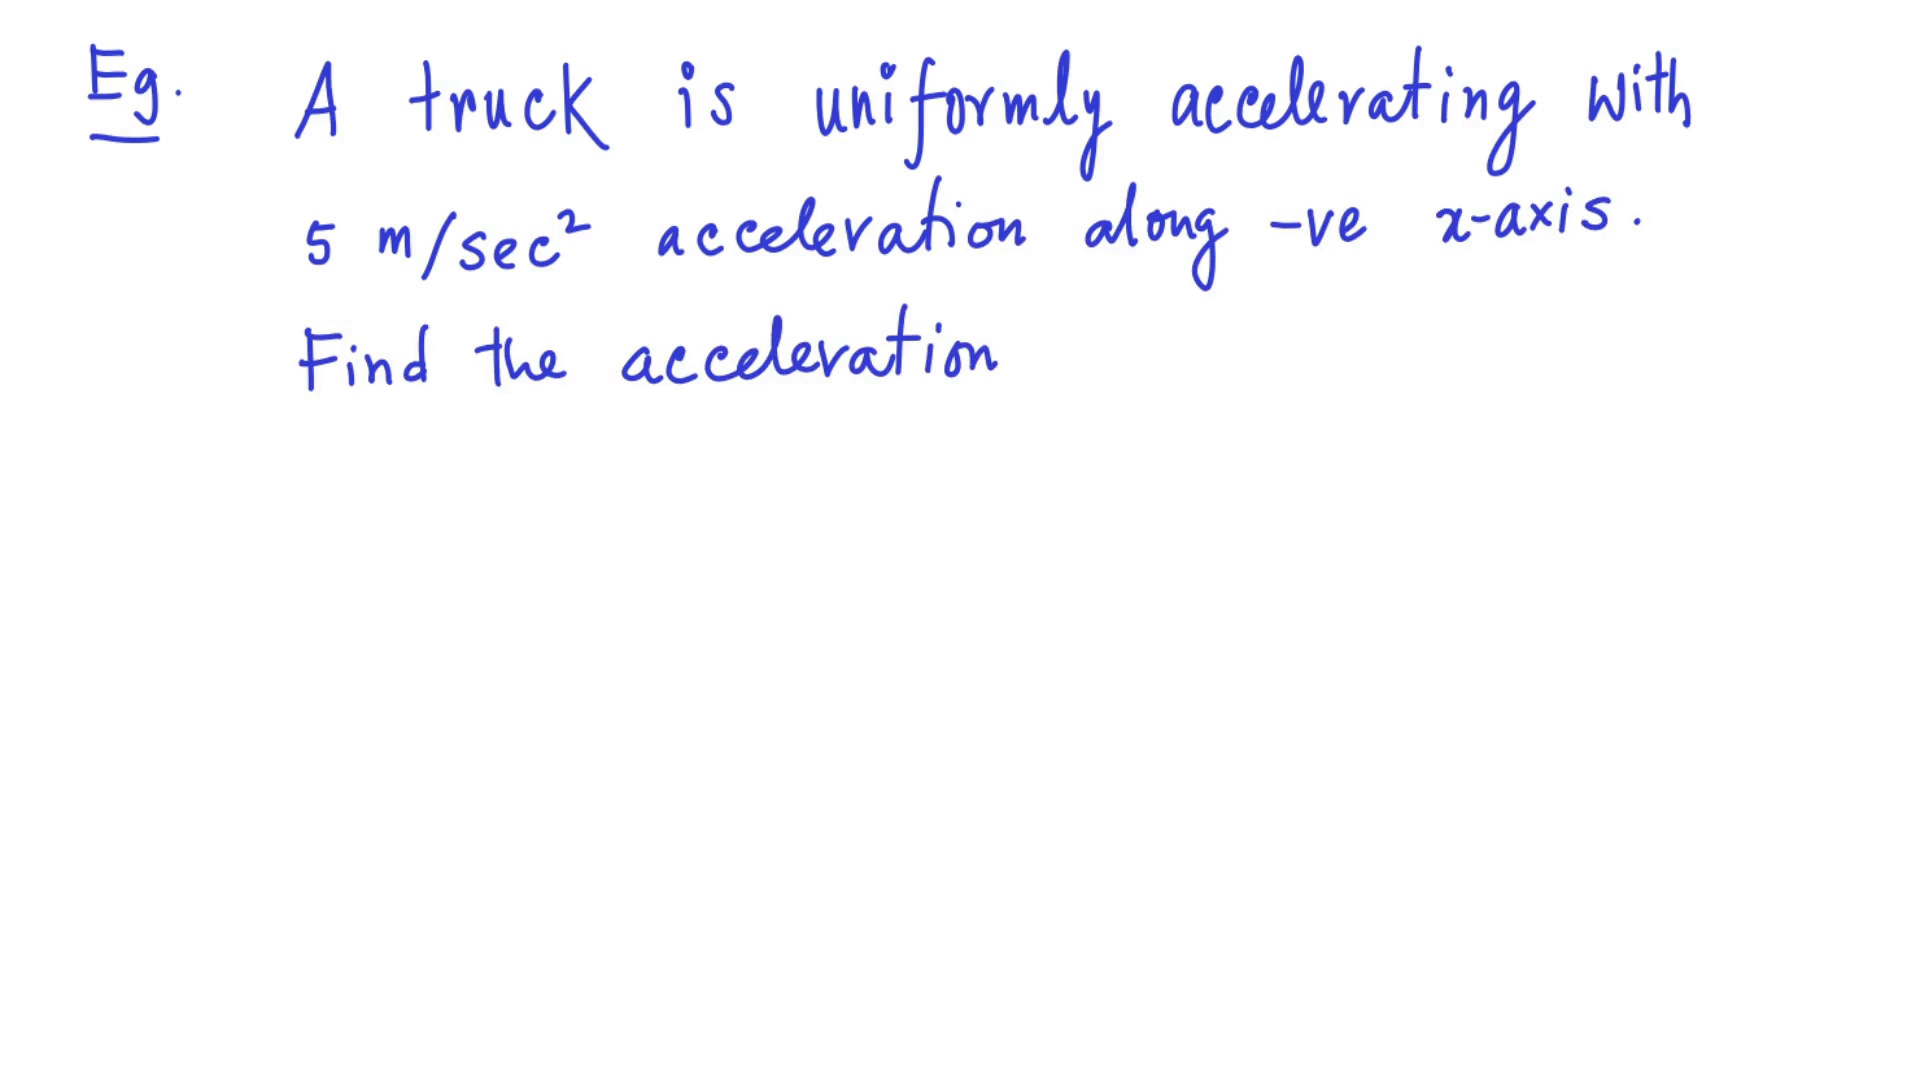 Eg. A truck is uniformly accelerating with
5 m/sec² acceleration along -ve x-axis.
Find the acceleration